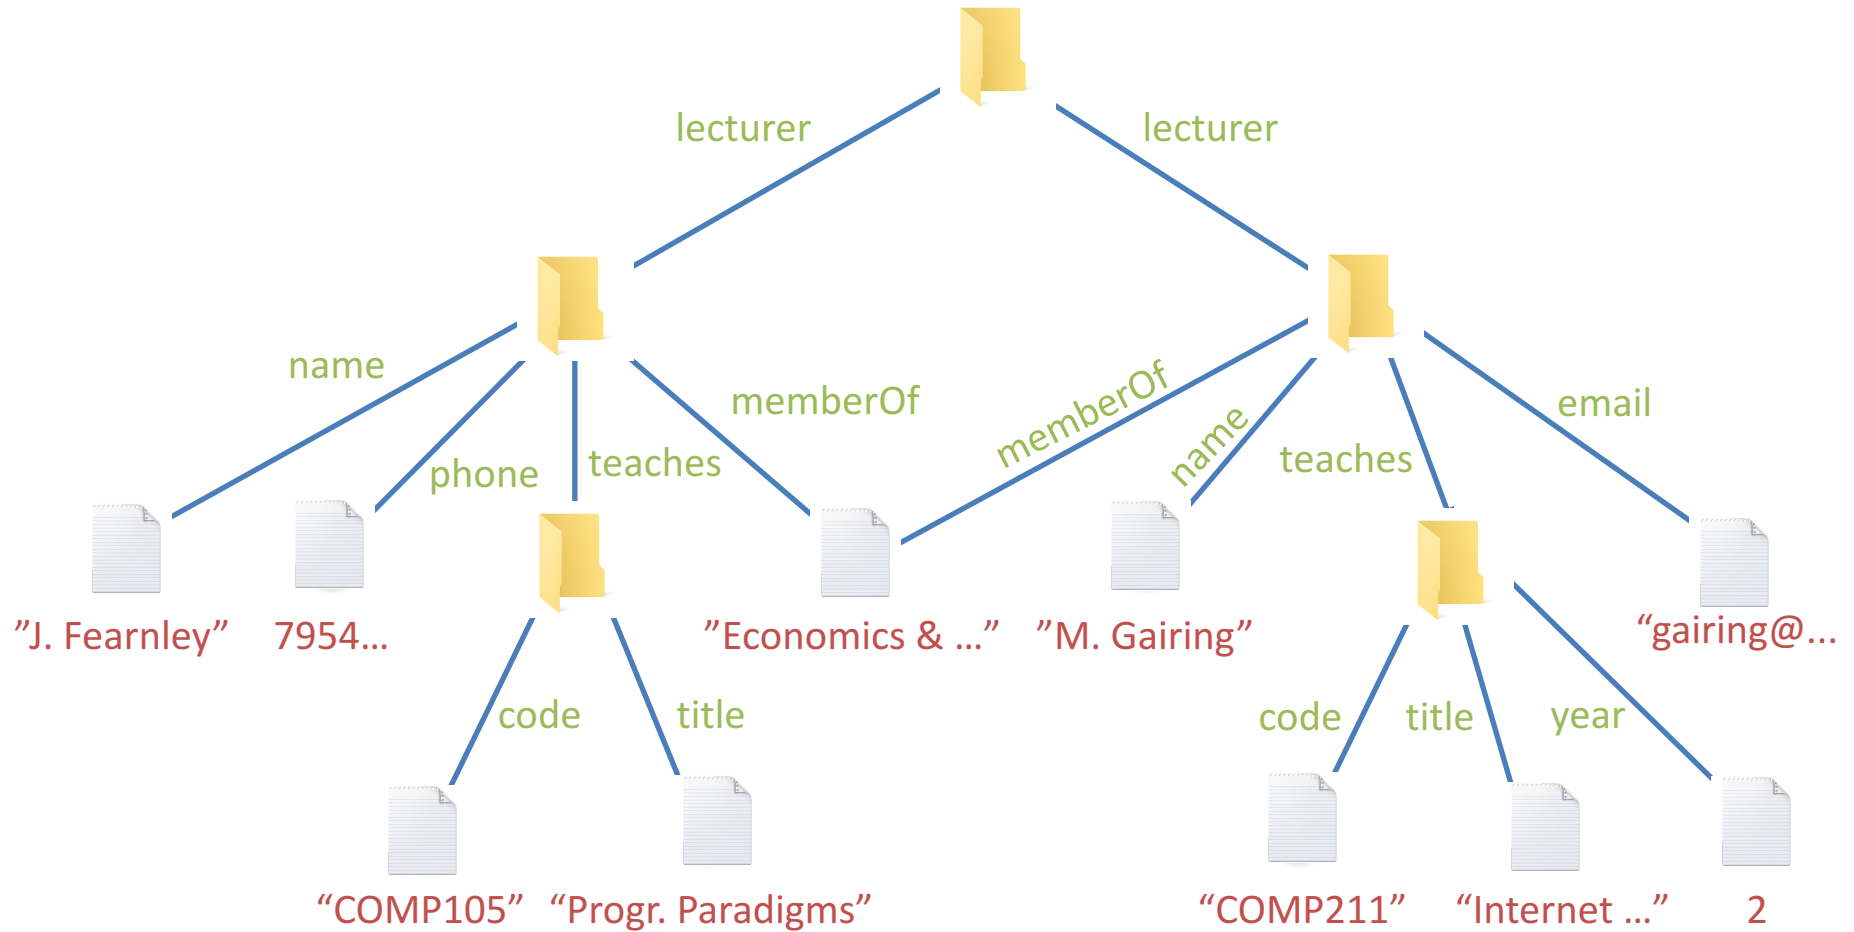 lecturer
lecturer
name
memberOf
memberOf
name
email
phone
teaches
teaches
”J. Fearnley”
7954...
”Economics & ...”
”M. Gairing”
“gairing@...
code
title
code
title
year
“COMP105”
“Progr. Paradigms”
“COMP211”
“Internet ...”
2